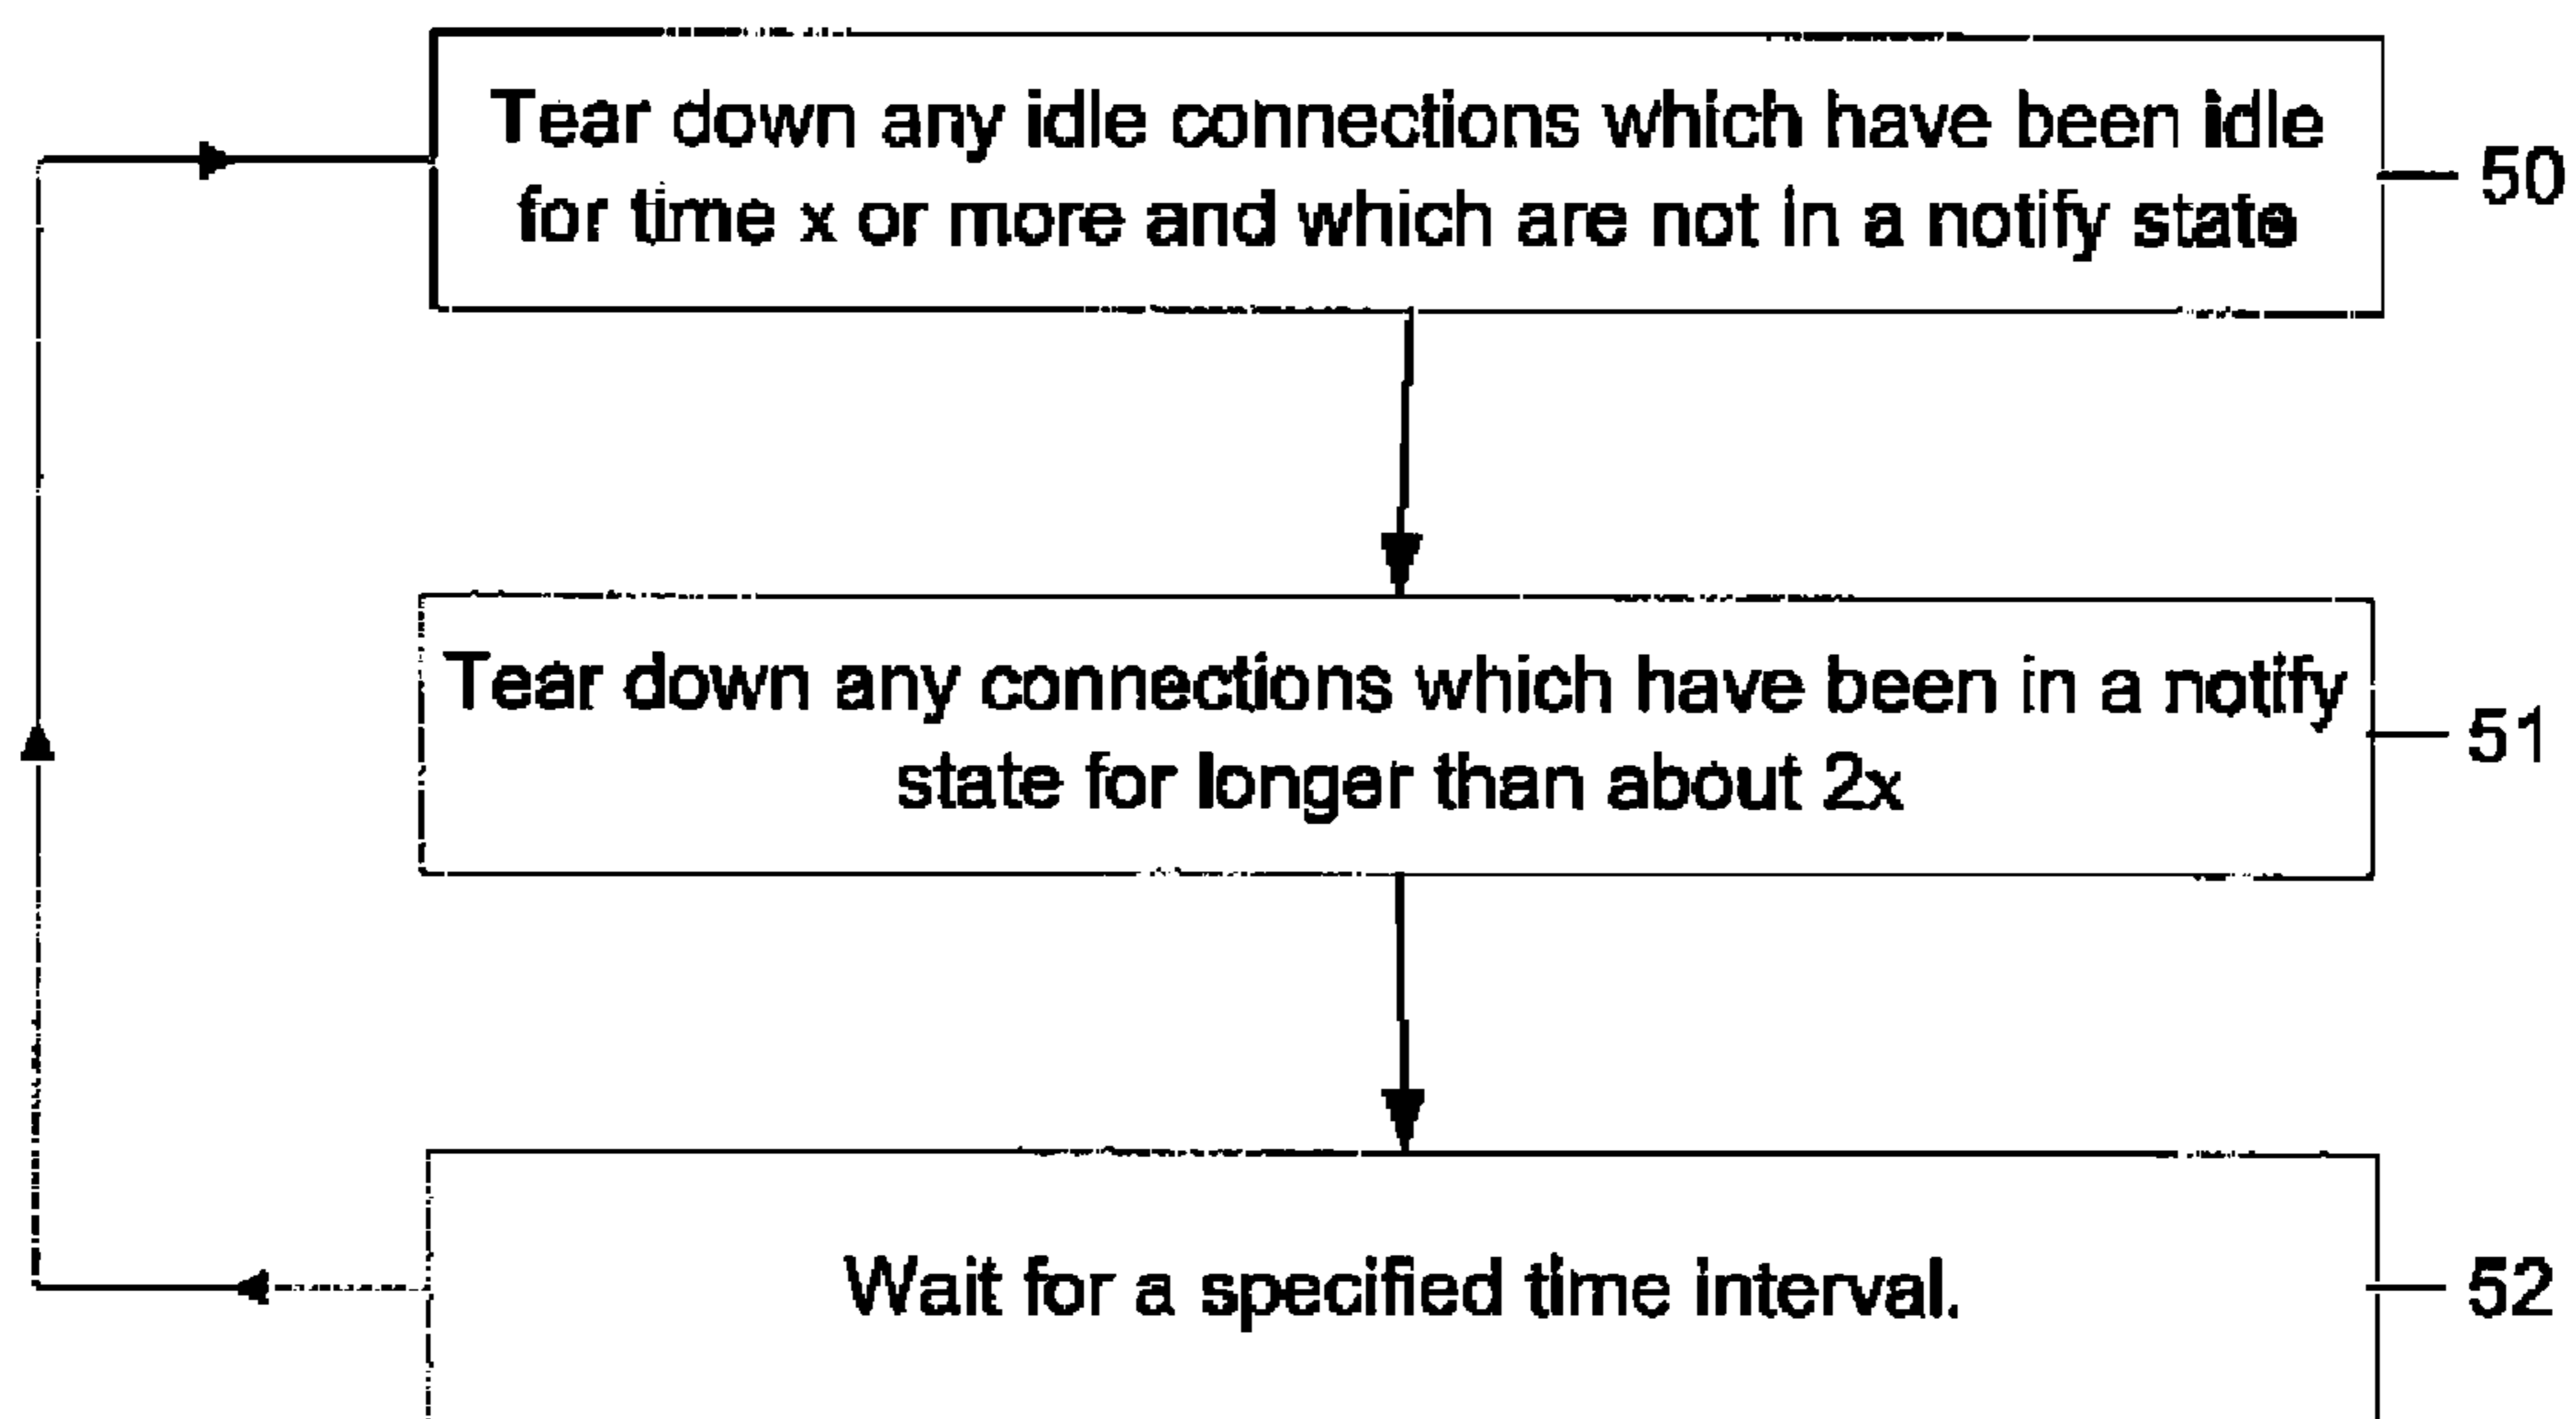 Tear down any idle connections which have been idle
for time x or more and which are not in a notify state
50
Tear down any connections which have been in a notify
state for longer than about 2x
51
Wait for a specified time interval.
52